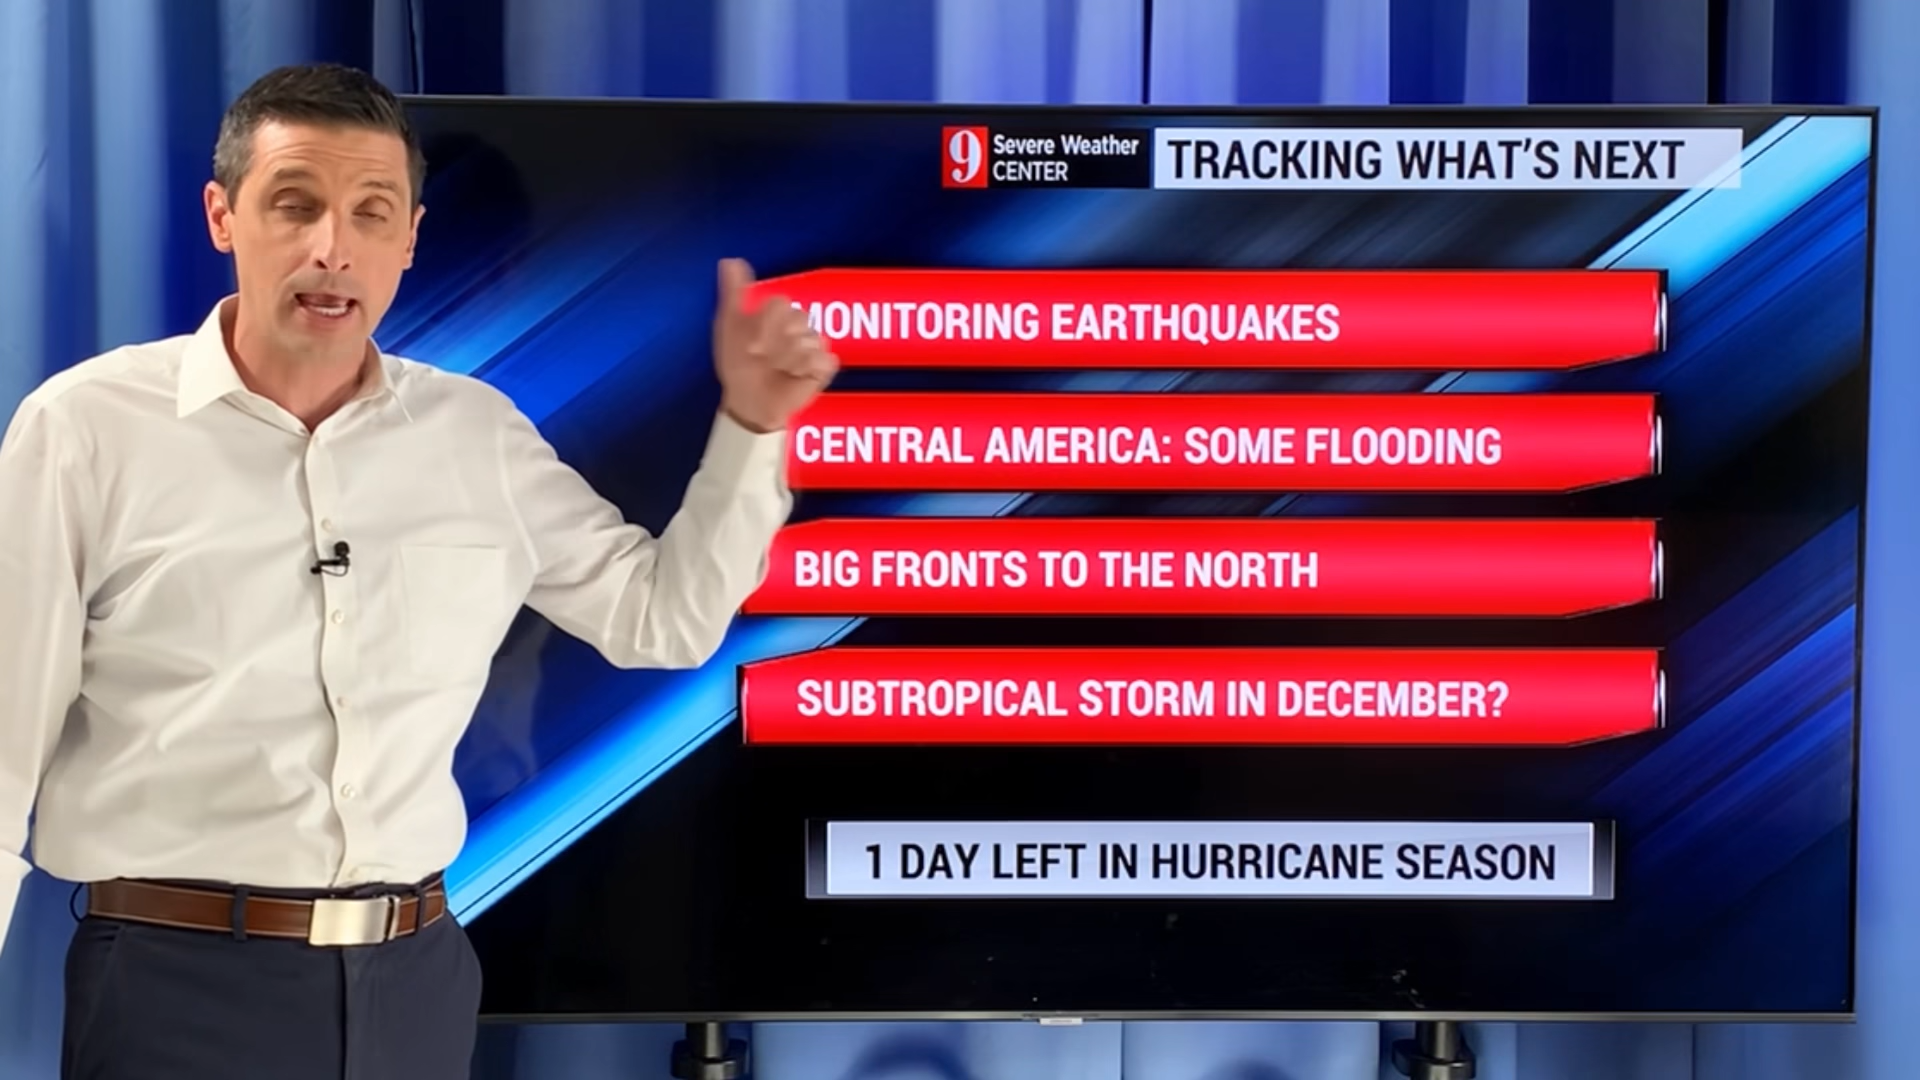 9 Severe Weather
CENTER
TRACKING WHAT'S NEXT
MONITORING EARTHQUAKES
CENTRAL AMERICA: SOME FLOODING
BIG FRONTS TO THE NORTH
SUBTROPICAL STORM IN DECEMBER?
1 DAY LEFT IN HURRICANE SEASON